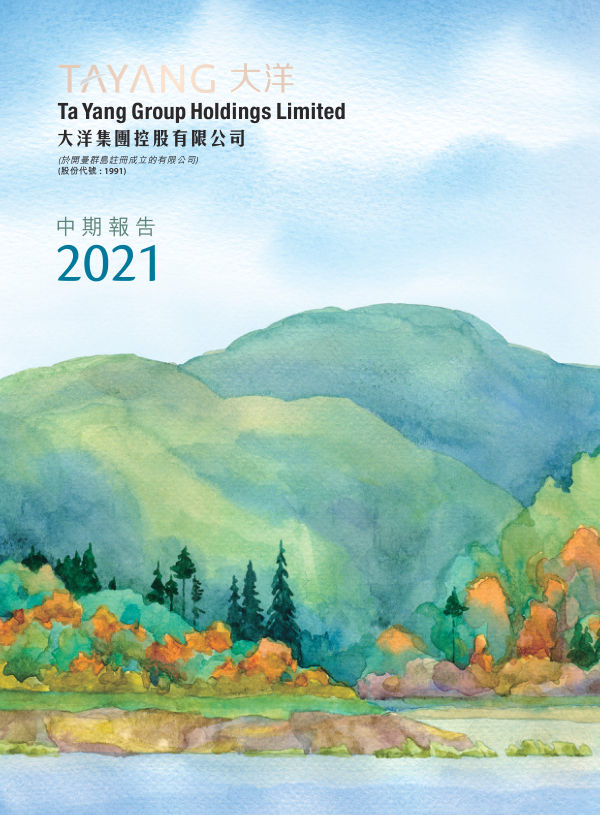 TAYANG 大洋
Ta Yang Group Holdings Limited
大洋集團控股有限公司
(於開曼群島註冊成立的有限公司)
(股份代號 : 1991)
中期報告
2021